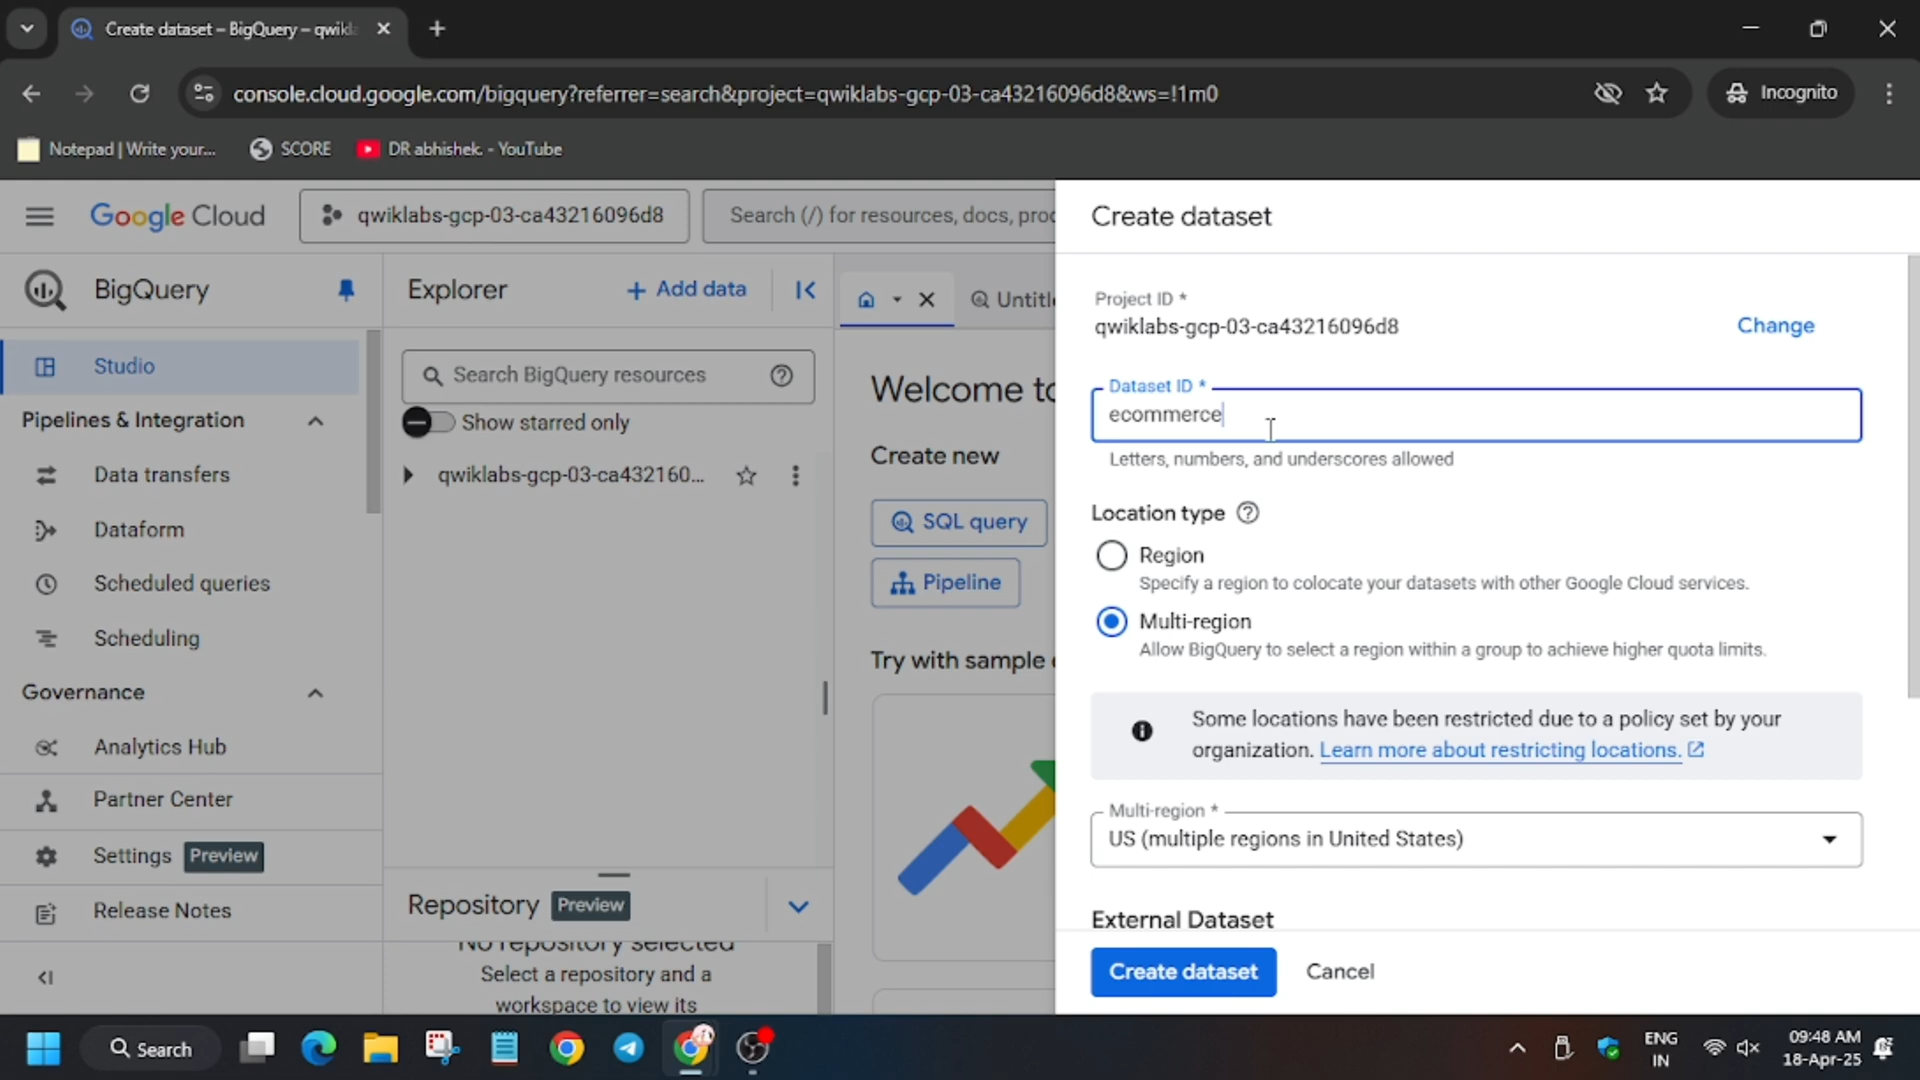 Create dataset – BigQuery – qwikla
console.cloud.google.com/bigquery?referrer=search&project=qwiklabs-gcp-03-ca43216096d8&ws=!1m0
Incognito
Notepad | Write your...
SCORE
DR abhishek. - YouTube
Google Cloud
qwiklabs-gcp-03-ca43216096d8
Search (/) for resources, docs, proc
Create dataset
BigQuery
Explorer
+ Add data
Untitle
Project ID *
qwiklabs-gcp-03-ca43216096d8
Change
Studio
Search BigQuery resources
Welcome to
Dataset ID *
ecommerce
Pipelines & Integration
Show starred only
Letters, numbers, and underscores allowed
Create new
Data transfers
qwiklabs-gcp-03-ca432160...
SQL query
Location type
Dataform
Region
Specify a region to colocate your datasets with other Google Cloud services.
Scheduled queries
Pipeline
Multi-region
Allow BigQuery to select a region within a group to achieve higher quota limits.
Scheduling
Try with sample
Governance
Some locations have been restricted due to a policy set by your
organization. Learn more about restricting locations.
Analytics Hub
Partner Center
Multi-region *
US (multiple regions in United States)
Settings Preview
Release Notes
Repository Preview
External Dataset
No repository selected
Select a repository and a
workspace to view its
Create dataset
Cancel
Search
ENG
IN
09:48 AM
18-Apr-25